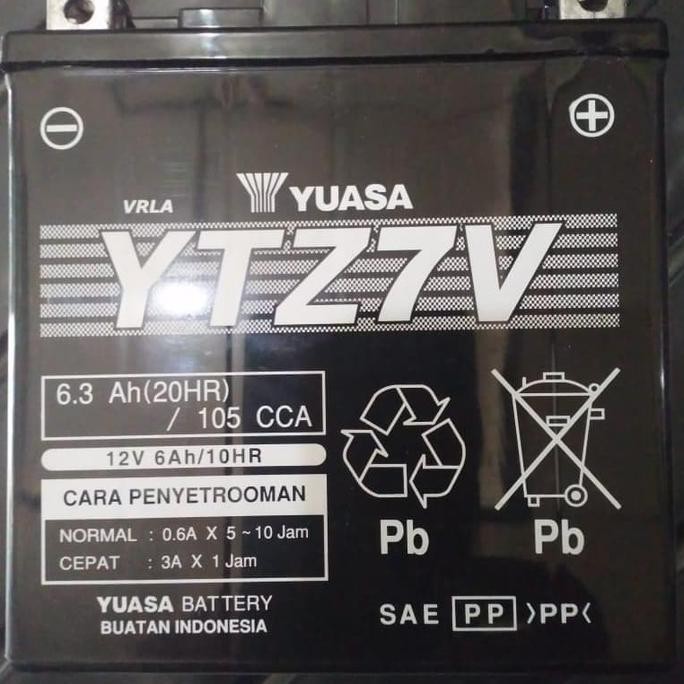 VRLA YUASA
YTZ7V
6.3 Ah(20HR)
/ 105 CCA
12V 6Ah/10HR
CARA PENYETROOMAN
NORMAL : 0.6A X 5 ~ 10 Jam
CEPAT : 3A X 1 Jam
Pb Pb
YUASA BATTERY
BUATAN INDONESIA
SAE PP >PP<